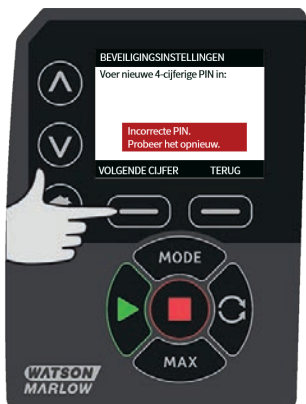 BEVEILIGINGSINSTELLINGEN
Voer nieuwe 4-cijferige PIN in:
Incorrecte PIN.
Probeer het opnieuw.
VOLGENDE CIJFER TERUG
MODE
MAX
WATSON
MARLOW